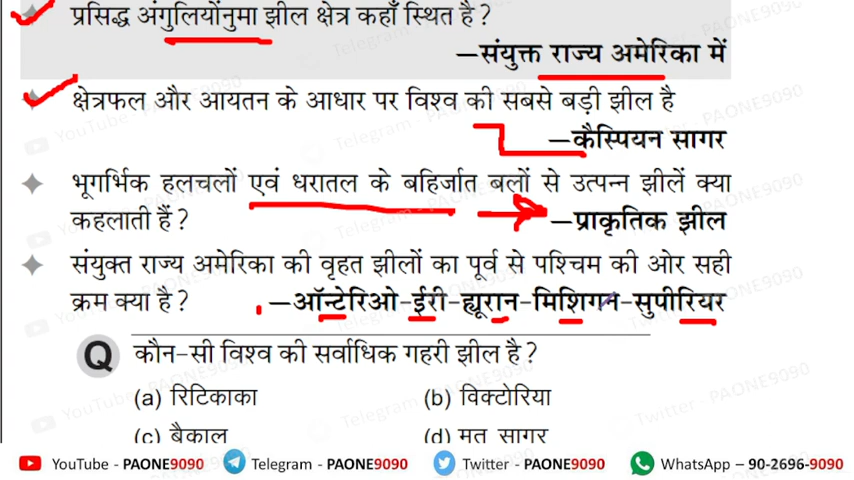 प्रसिद्ध अंगुलियोंनुमा झील क्षेत्र कहाँ स्थित है?
—संयुक्त राज्य अमेरिका में
क्षेत्रफल और आयतन के आधार पर विश्व की सबसे बड़ी झील है
—कैस्पियन सागर
भूगर्भिक हलचलों एवं धरातल के बहिर्जात बलों से उत्पन्न झीलें क्या
कहलाती हैं? —प्राकृतिक झील
संयुक्त राज्य अमेरिका की वृहत झीलों का पूर्व से पश्चिम की ओर सही
क्रम क्या है? —ऑन्टेरिओ-ईरी-ह्यूरान-मिशिगन-सुपीरियर
Q कौन-सी विश्व की सर्वाधिक गहरी झील है?
(a) रिटिकाका (b) विक्टोरिया
(c) बैकाल (d) मृत सागर
YouTube - PAONE9090 Telegram - PAONE9090 Twitter - PAONE9090 WhatsApp – 90-2696-9090